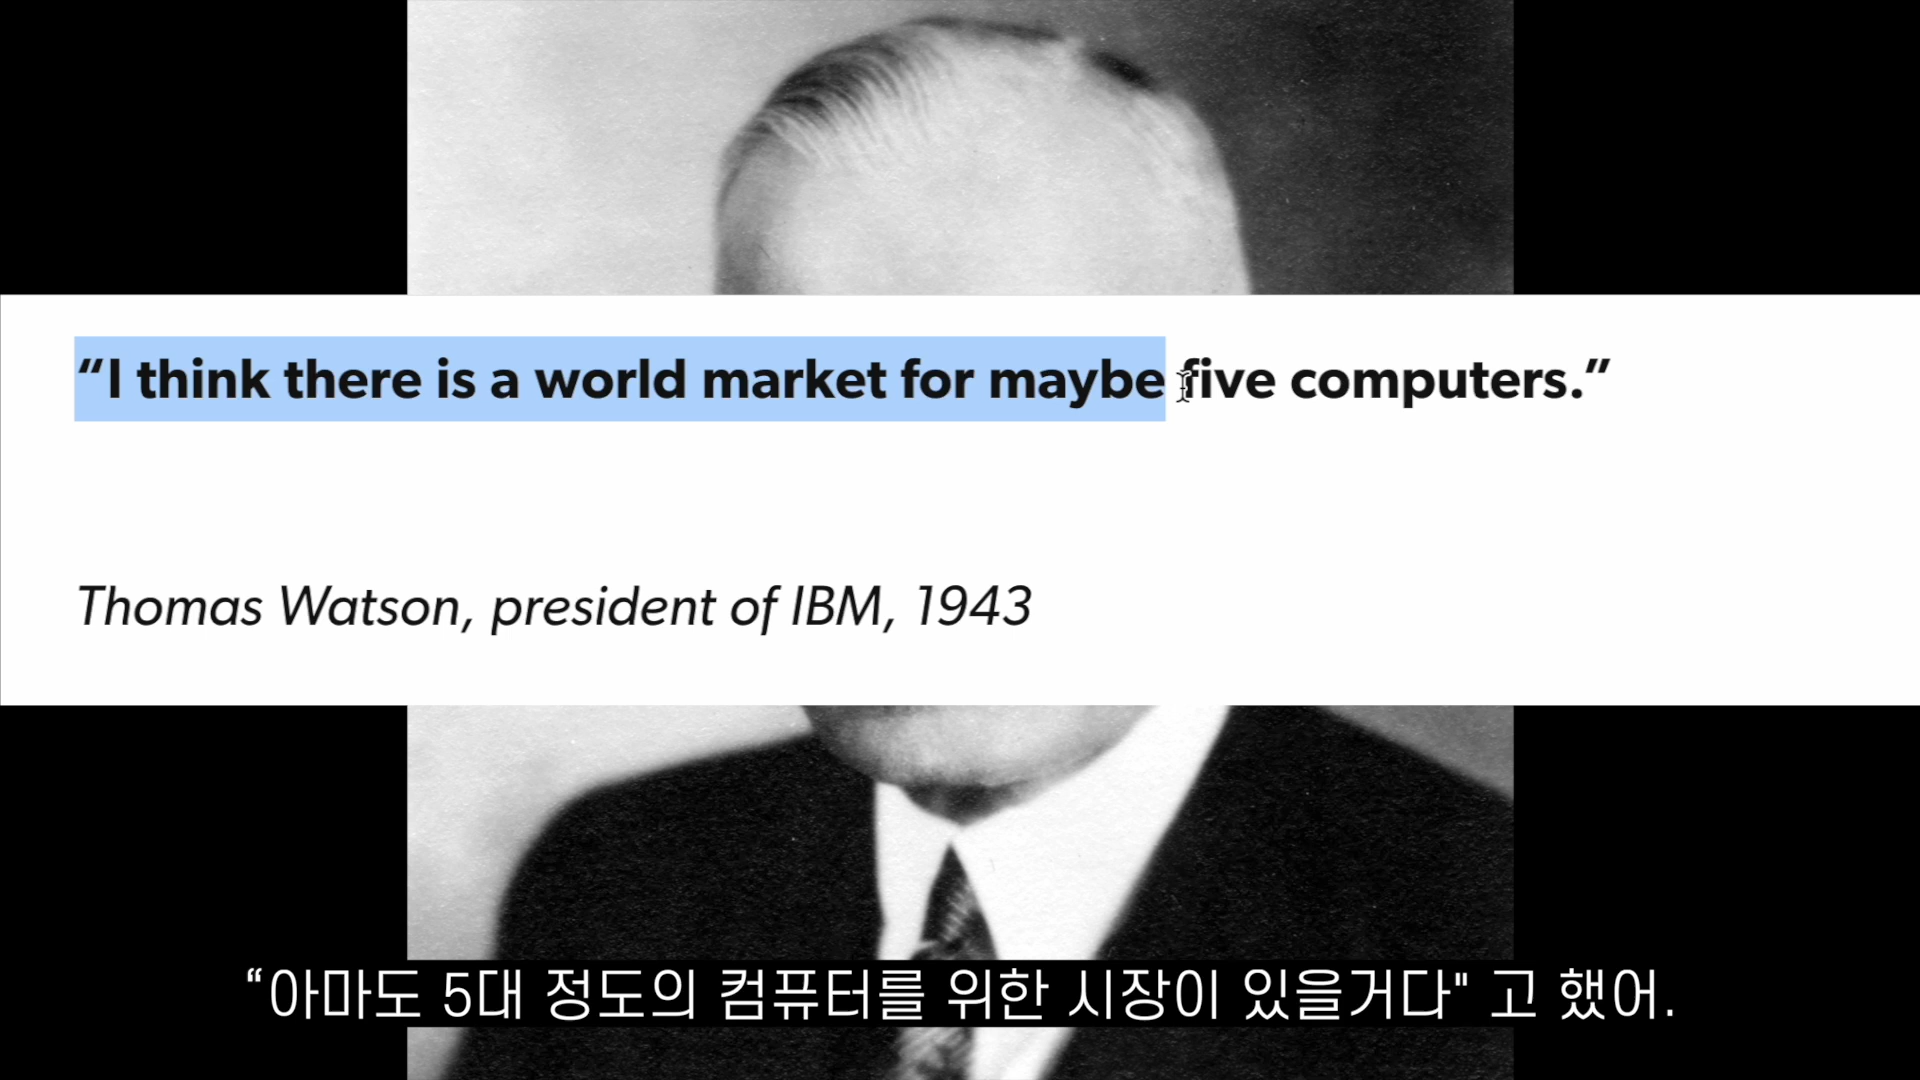 “I think there is a world market for maybe five computers.”
Thomas Watson, president of IBM, 1943
“아마도 5대 정도의 컴퓨터를 위한 시장이 있을거다" 고 했어.